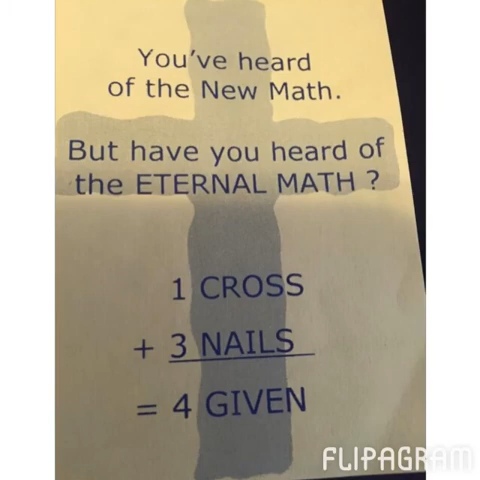 You've heard
of the New Math.
But have you heard of
the ETERNAL MATH ?
1 CROSS
+ 3 NAILS
= 4 GIVEN
FLIPAGRAM